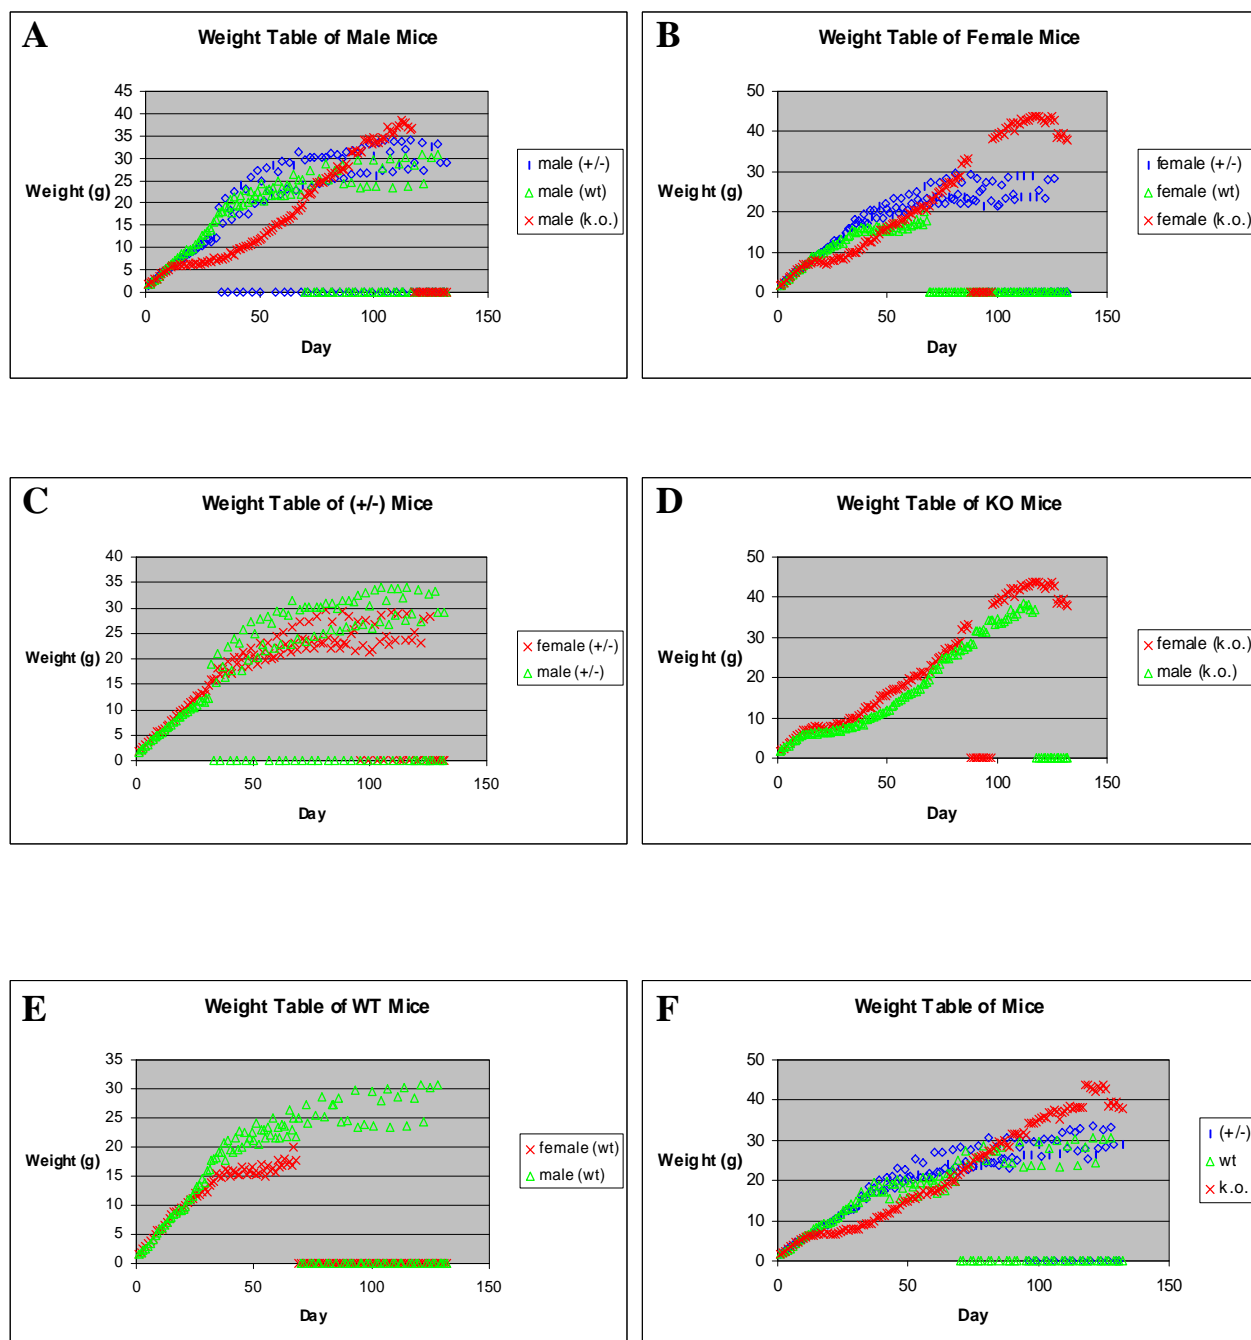 A
Weight Table of Male Mice
45
40
35
30
25
20
15
10
5
0
Weight (g)
0 50 100 150
Day
male (+/-)
male (wt)
male (k.o.)
B
Weight Table of Female Mice
50
40
30
20
10
0
Weight (g)
0 50 100 150
Day
female (+/-)
female (wt)
female (k.o.)
C
Weight Table of (+/-) Mice
40
35
30
25
20
15
10
5
0
Weight (g)
0 50 100 150
Day
female (+/-)
male (+/-)
D
Weight Table of KO Mice
50
40
30
20
10
0
Weight (g)
0 50 100 150
Day
female (k.o.)
male (k.o.)
E
Weight Table of WT Mice
35
30
25
20
15
10
5
0
Weight (g)
0 50 100 150
Day
female (wt)
male (wt)
F
Weight Table of Mice
50
40
30
20
10
0
Weight (g)
0 50 100 150
Day
(+/-)
wt
k.o.